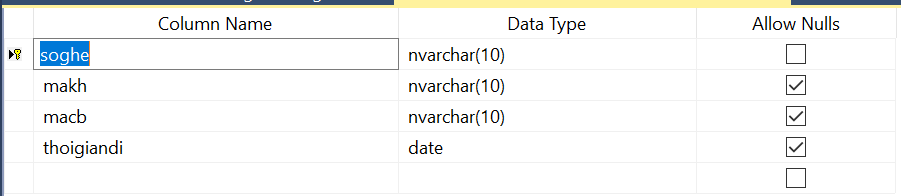 Column Name Data Type Allow Nulls
soghe nvarchar(10)
makh nvarchar(10)
macb nvarchar(10)
thoigiandi date